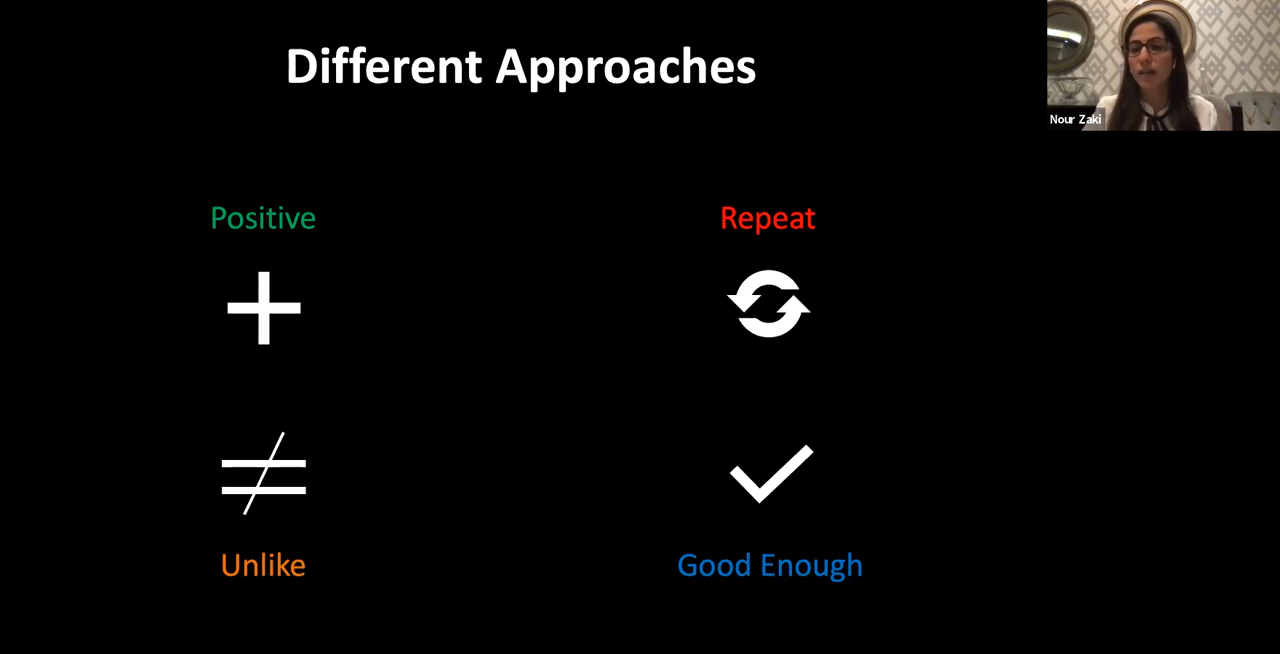 Different Approaches
Nour Zaki
Positive
Repeat
Unlike
Good Enough